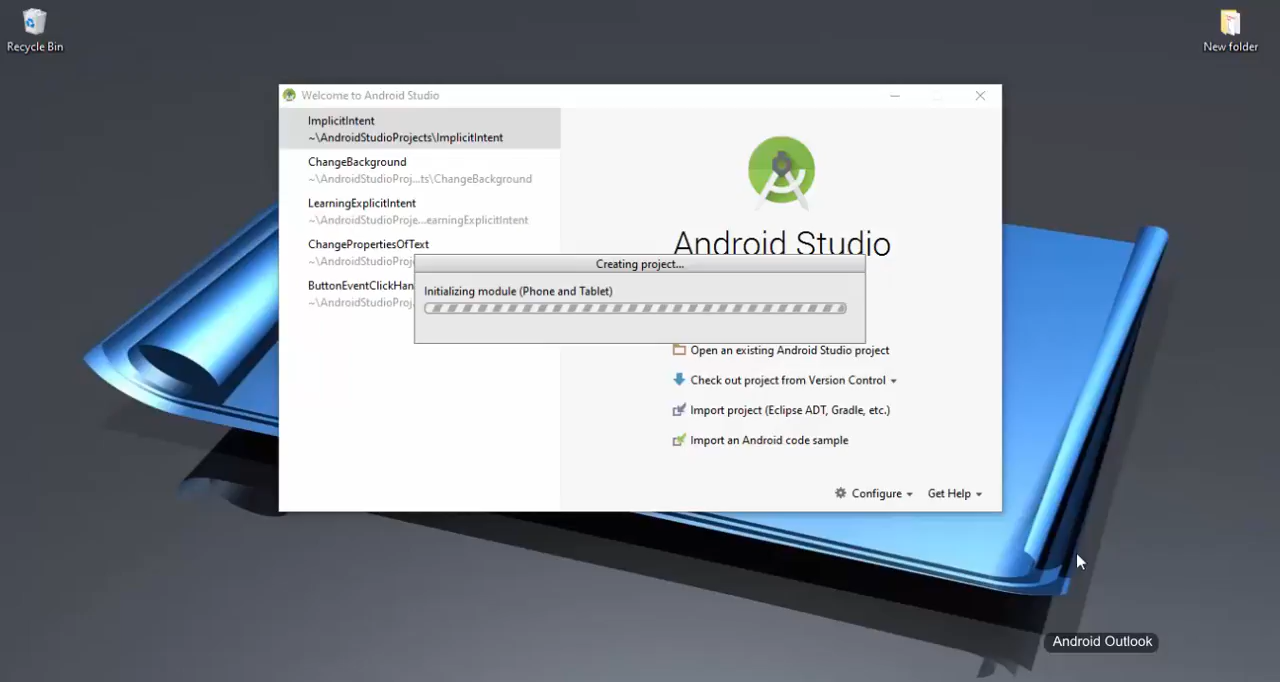 Recycle Bin
New folder
Welcome to Android Studio
ImplicitIntent
~\AndroidStudioProjects\ImplicitIntent
ChangeBackground
~\AndroidStudioProj...ts\ChangeBackground
LearningExplicitIntent
~\AndroidStudioProje...earningExplicitIntent
ChangePropertiesOfText
~\AndroidStudioProj
ButtonEventClickHan
~\AndroidStudioProj
Android Studio
Creating project...
Initializing module (Phone and Tablet)
Open an existing Android Studio project
Check out project from Version Control
Import project (Eclipse ADT, Gradle, etc.)
Import an Android code sample
Configure
Get Help
Android Outlook